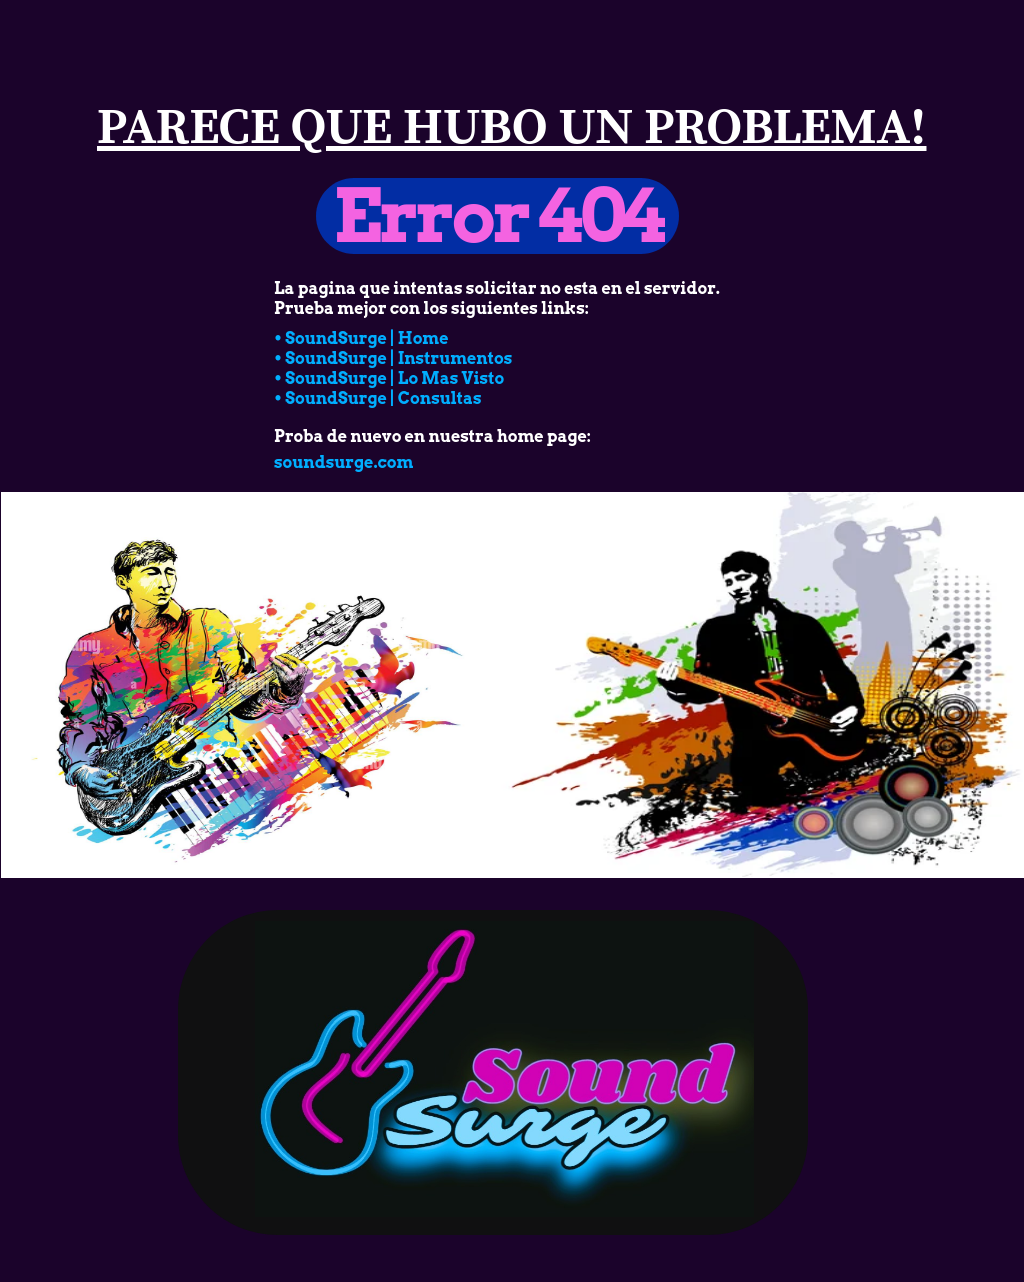 PARECE QUE HUBO UN PROBLEMA!
Error 404
La pagina que intentas solicitar no esta en el servidor.
Prueba mejor con los siguientes links:
• SoundSurge | Home
• SoundSurge | Instrumentos
• SoundSurge | Lo Mas Visto
• SoundSurge | Consultas
Proba de nuevo en nuestra home page:
soundsurge.com
Sound
Surge